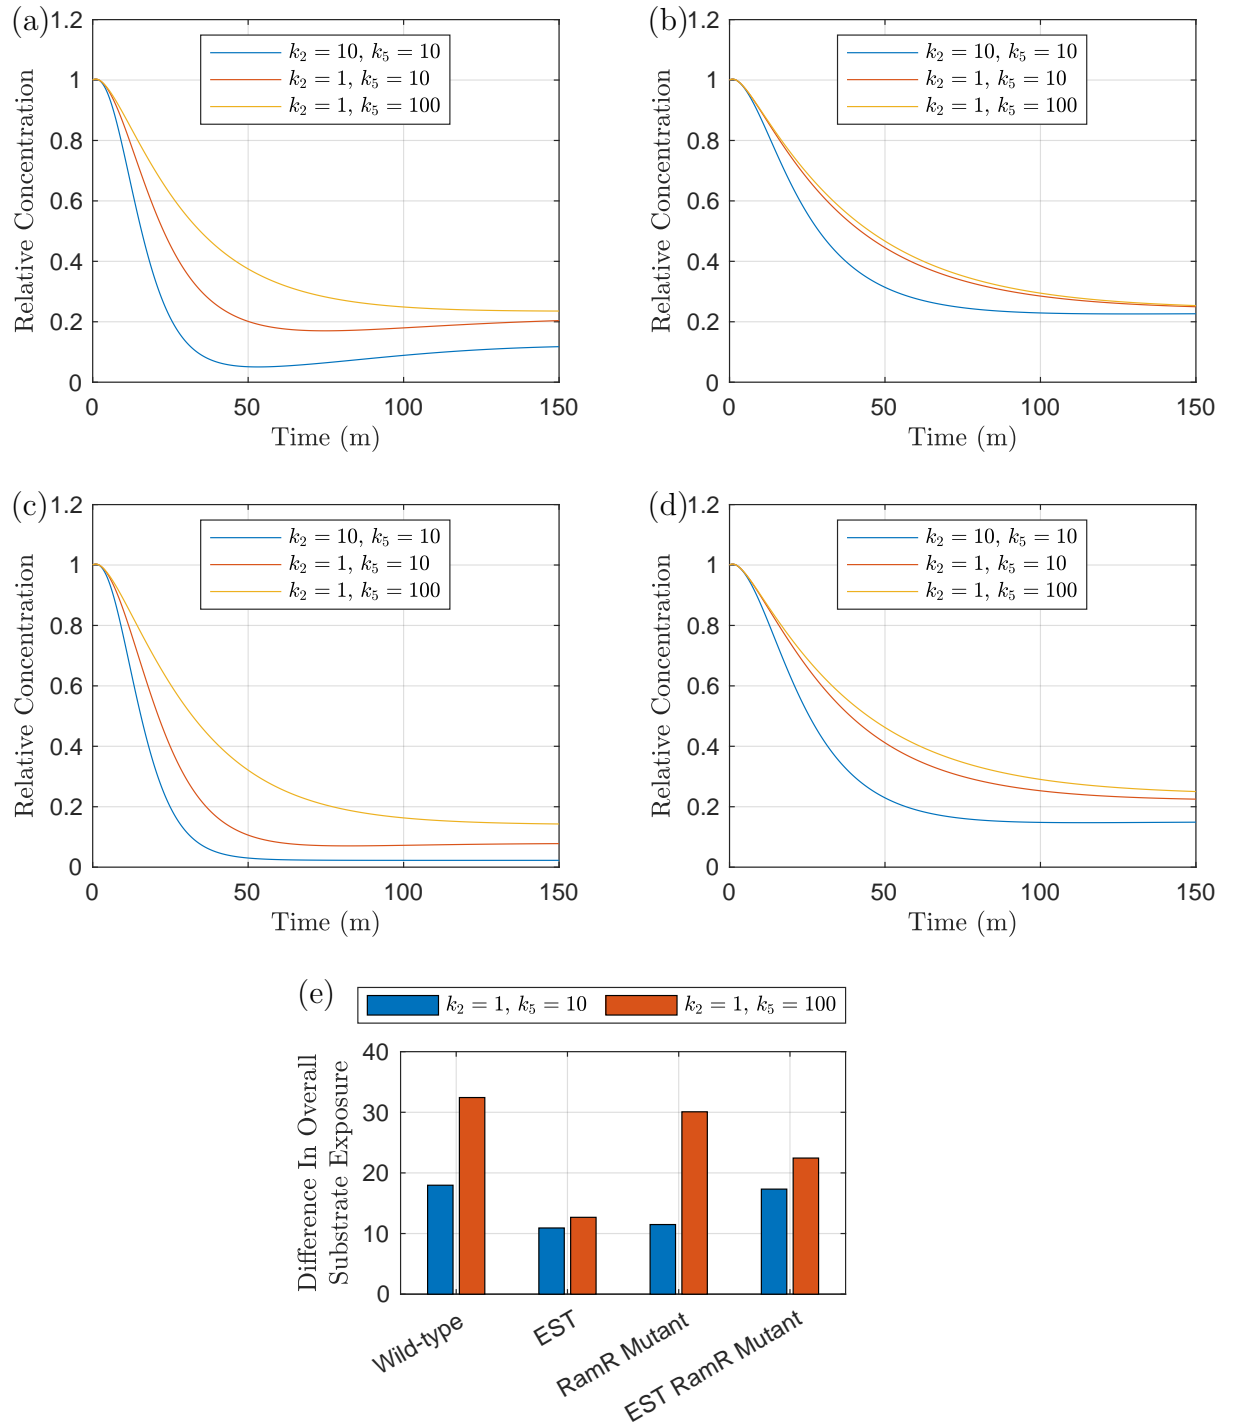 (a)
1.2
1
0.8
0.6
0.4
0.2
0
Relative Concentration
k₂ = 10, k₅ = 10
k₂ = 1, k₅ = 10
k₂ = 1, k₅ = 100
0 50 100 150
Time (m)
(b)
1.2
1
0.8
0.6
0.4
0.2
0
Relative Concentration
k₂ = 10, k₅ = 10
k₂ = 1, k₅ = 10
k₂ = 1, k₅ = 100
0 50 100 150
Time (m)
(c)
1.2
1
0.8
0.6
0.4
0.2
0
Relative Concentration
k₂ = 10, k₅ = 10
k₂ = 1, k₅ = 10
k₂ = 1, k₅ = 100
0 50 100 150
Time (m)
(d)
1.2
1
0.8
0.6
0.4
0.2
0
Relative Concentration
k₂ = 10, k₅ = 10
k₂ = 1, k₅ = 10
k₂ = 1, k₅ = 100
0 50 100 150
Time (m)
(e)
k₂ = 1, k₅ = 10 k₂ = 1, k₅ = 100
40
30
20
10
0
Difference In Overall
Substrate Exposure
Wild-type
EST
RamR Mutant
EST RamR Mutant